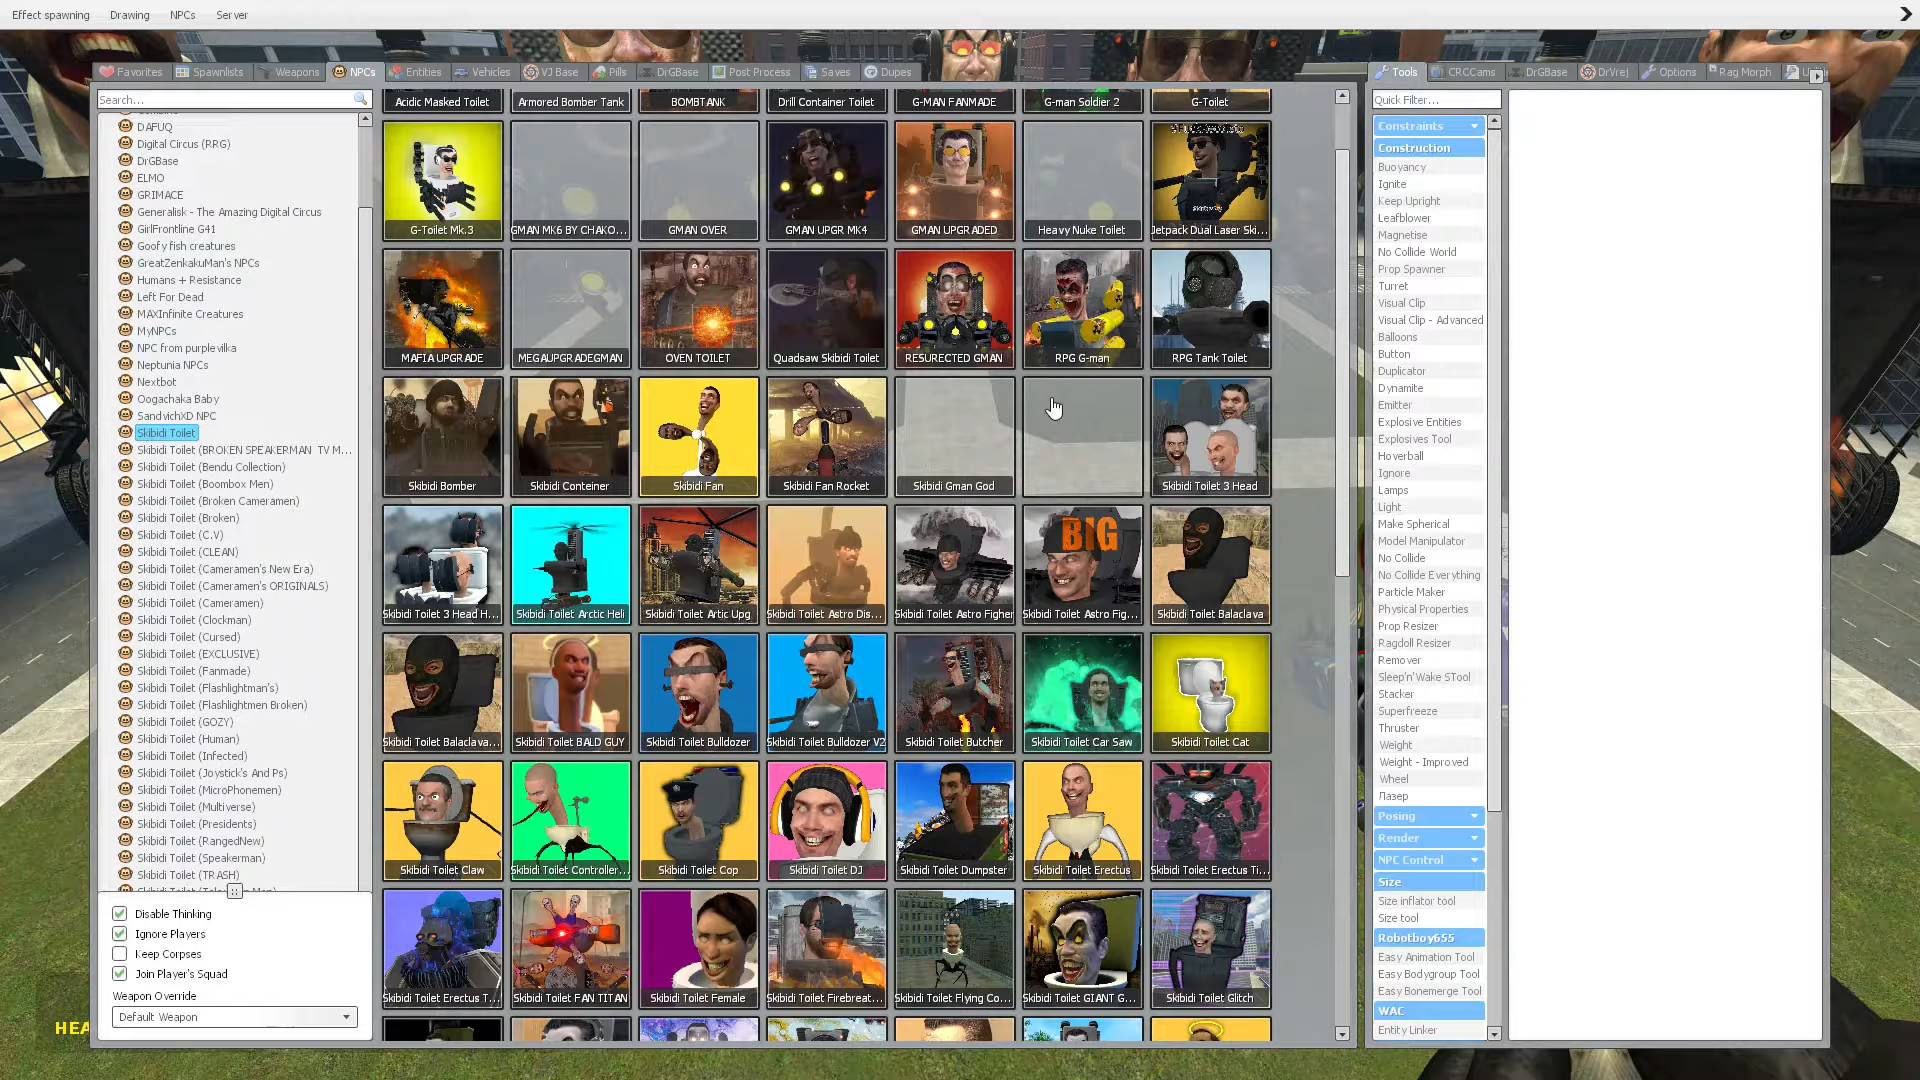 Effect spawning Drawing NPCs Server
Favorites Spawnlists Weapons NPCs Entities Vehicles VJ Base Pills DrGBase Post Process Saves Dupes
Tools CRCCams DrGBase DrVrej Options Rag Morph
Search...
DAFUQ
Digital Circus (RRG)
DrGBase
ELMO
GRIMACE
Generalisk - The Amazing Digital Circus
GirlFrontline G41
Goofy fish creatures
GreatZenkakuMan's NPCs
Humans + Resistance
Left For Dead
MAXInfinite Creatures
MyNPCs
NPC from purplevilka
Neptunia NPCs
Nextbot
Oogachaka Baby
SandvichXD NPC
Skibidi Toilet
Skibidi Toilet (BROKEN SPEAKERMAN TV M...
Skibidi Toilet (Bendu Collection)
Skibidi Toilet (Boombox Men)
Skibidi Toilet (Broken Cameramen)
Skibidi Toilet (Broken)
Skibidi Toilet (C.V)
Skibidi Toilet (CLEAN)
Skibidi Toilet (Cameramen's New Era)
Skibidi Toilet (Cameramen's ORIGINALS)
Skibidi Toilet (Cameramen)
Skibidi Toilet (Clockman)
Skibidi Toilet (Cursed)
Skibidi Toilet (EXCLUSIVE)
Skibidi Toilet (Fanmade)
Skibidi Toilet (Flashlightman's)
Skibidi Toilet (Flashlightmen Broken)
Skibidi Toilet (GOZY)
Skibidi Toilet (Human)
Skibidi Toilet (Infected)
Skibidi Toilet (Joystick's And Ps)
Skibidi Toilet (MicroPhonemen)
Skibidi Toilet (Multiverse)
Skibidi Toilet (Presidents)
Skibidi Toilet (RangedNew)
Skibidi Toilet (Speakerman)
Skibidi Toilet (TRASH)
Disable Thinking
Ignore Players
Keep Corpses
Join Player's Squad
Weapon Override
Default Weapon
HEA
Acidic Masked Toilet Armored Bomber Tank BOMBTANK Drill Container Toilet G-MAN FANMADE G-man Soldier 2 G-Toilet
G-Toilet Mk.3 GMAN MK6 BY CHAKO... GMAN OVER GMAN UPGR MK4 GMAN UPGRADED Heavy Nuke Toilet Jetpack Dual Laser Ski...
MAFIA UPGRADE MEGAUPGRADEGMAN OVEN TOILET Quadsaw Skibidi Toilet RESURECTED GMAN RPG G-man RPG Tank Toilet
Skibidi Bomber Skibidi Conteiner Skibidi Fan Skibidi Fan Rocket Skibidi Gman God Skibidi Toilet 3 Head
BIG
Skibidi Toilet 3 Head H... Skibidi Toilet Arctic Heli Skibidi Toilet Artic Upg Skibidi Toilet Astro Dis... Skibidi Toilet Astro Figher Skibidi Toilet Astro Fig... Skibidi Toilet Balaclava
Skibidi Toilet Balaclava... Skibidi Toilet BALD GUY Skibidi Toilet Bulldozer Skibidi Toilet Bulldozer V2 Skibidi Toilet Butcher Skibidi Toilet Car Saw Skibidi Toilet Cat
Skibidi Toilet Claw Skibidi Toilet Controller... Skibidi Toilet Cop Skibidi Toilet DJ Skibidi Toilet Dumpster Skibidi Toilet Erectus Skibidi Toilet Erectus Ti...
Skibidi Toilet Erectus T... Skibidi Toilet FAN TITAN Skibidi Toilet Female Skibidi Toilet Firebreat... Skibidi Toilet Flying Co... Skibidi Toilet GIANT G... Skibidi Toilet Glitch
Quick Filter...
Constraints
Construction
Buoyancy
Ignite
Keep Upright
Leafblower
Magnetise
No Collide World
Prop Spawner
Turret
Visual Clip
Visual Clip - Advanced
Balloons
Button
Duplicator
Dynamite
Emitter
Explosive Entities
Explosives Tool
Hoverball
Ignore
Lamps
Light
Make Spherical
Model Manipulator
No Collide
No Collide Everything
Particle Maker
Physical Properties
Prop Resizer
Ragdoll Resizer
Remover
Sleep'n'Wake STool
Stacker
Superfreeze
Thruster
Weight
Weight - Improved
Wheel
Лазер
Posing
Render
NPC Control
Size
Size inflator tool
Size tool
Robotboy655
Easy Animation Tool
Easy Bodygroup Tool
Easy Bonemerge Tool
WAC
Entity Linker